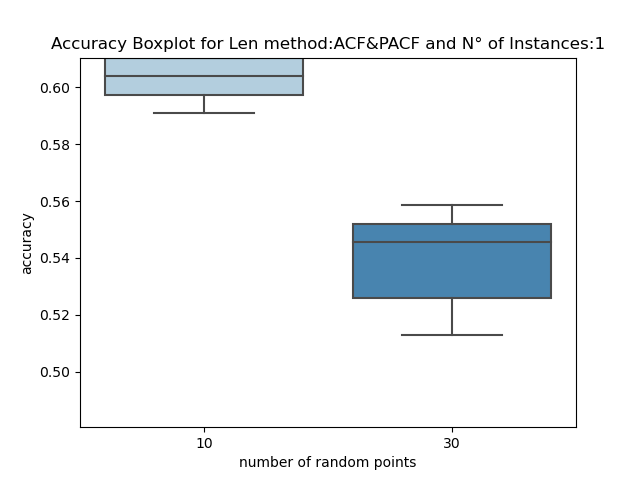 Accuracy Boxplot for Len method:ACF&PACF and N° of Instances:1
0.60
0.58
0.56
0.54
0.52
0.50
accuracy
10 30
number of random points